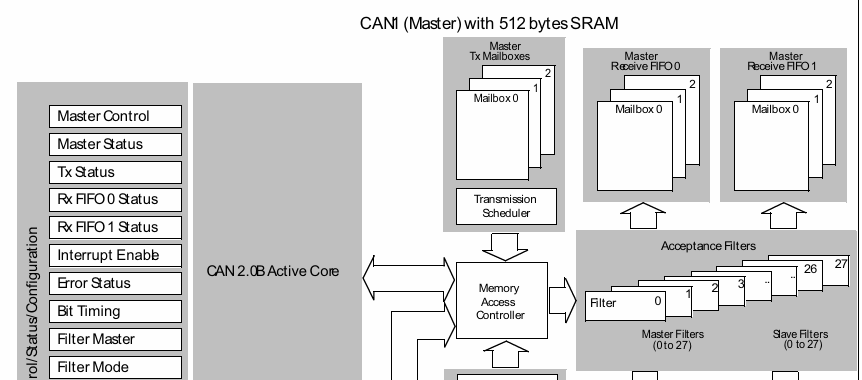 CAN1 (Master) with 512 bytes SRAM
Master
Tx Mailboxes
2
1
Mailbox 0
Transmission
Scheduler
Master
Receive FIFO 0
2
1
Mailbox 0
Master
Receive FIFO 1
2
1
Mailbox 0
Master Control
Master Status
Tx Status
Rx FIFO 0 Status
Rx FIFO 1 Status
Interrupt Enable
Error Status
Bit Timing
Filter Master
Filter Mode
/Status/Configuration
CAN 2.0B Active Core
Memory
Access
Controller
Acceptance Filters
Filter 0 1 2 3 .. .. 26 27
Master Filters
(0 to 27)
Slave Filters
(0 to 27)